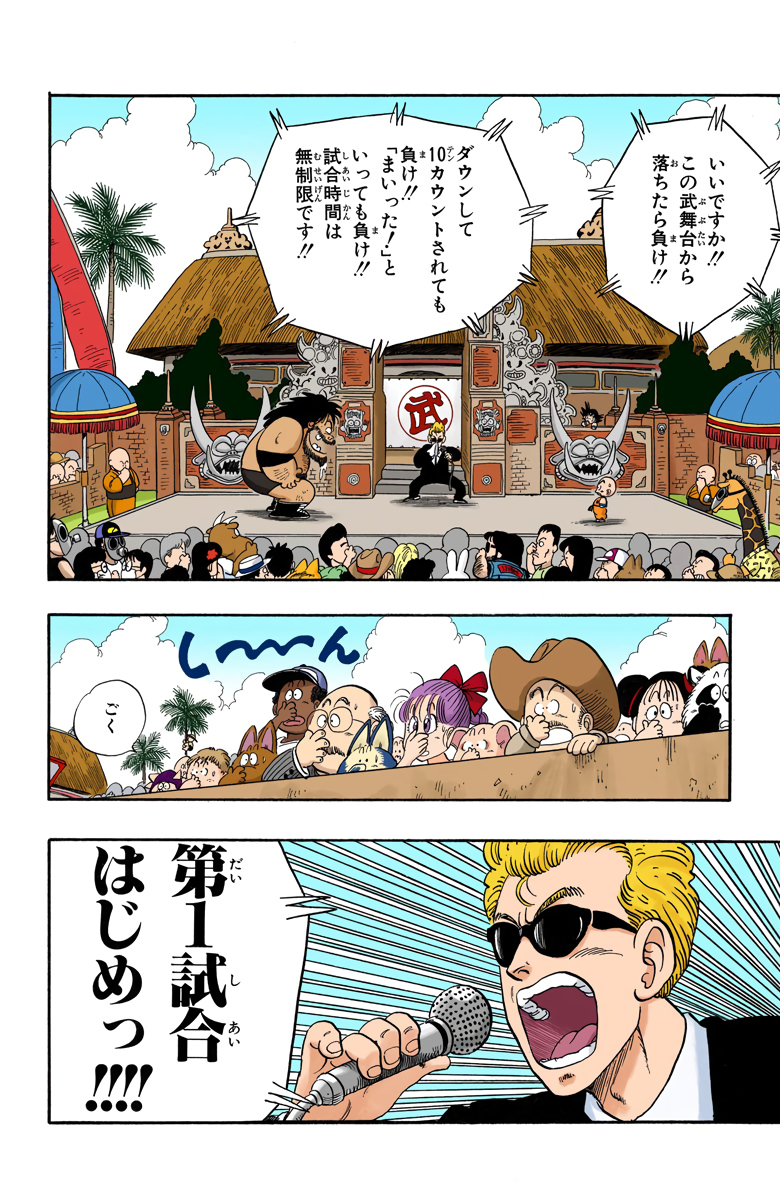 いいですか!!
この武舞台から
落ちたら負け!!
ダウンして
10カウントされても
負け!!
「まいった!」と
いっても負け!!
試合時間は
無制限です!!
武
し〜〜ん
ごく
第1試合
はじめっ!!!!